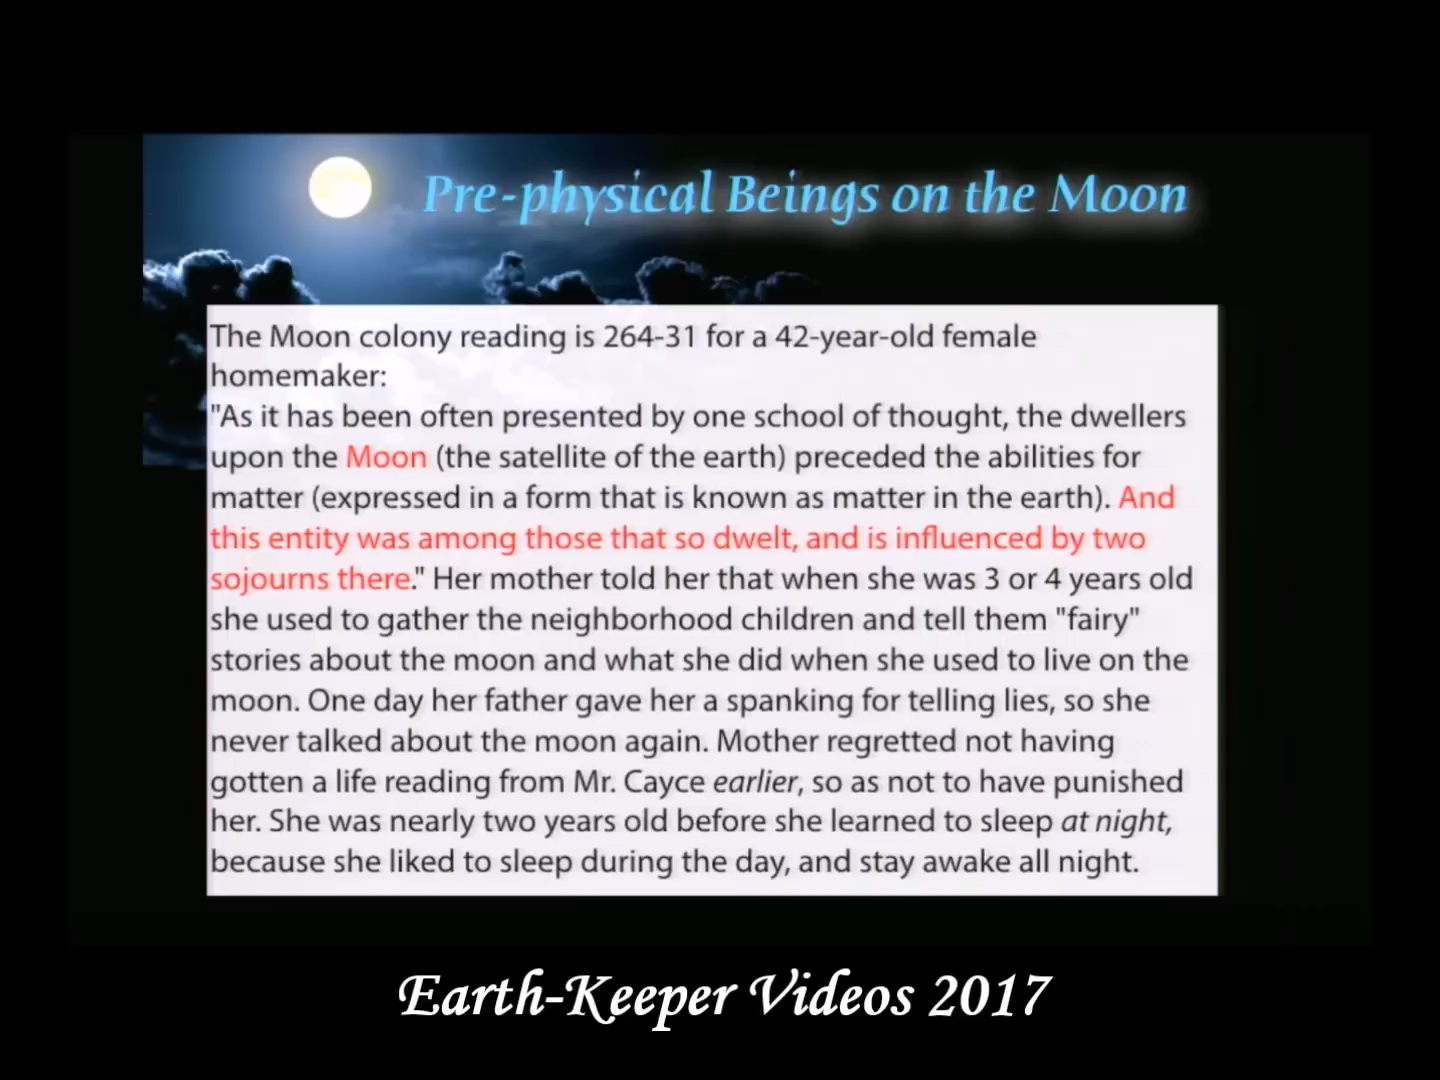 Pre-physical Beings on the Moon
The Moon colony reading is 264-31 for a 42-year-old female
homemaker:
"As it has been often presented by one school of thought, the dwellers
upon the Moon (the satellite of the earth) preceded the abilities for
matter (expressed in a form that is known as matter in the earth). And
this entity was among those that so dwelt, and is influenced by two
sojourns there." Her mother told her that when she was 3 or 4 years old
she used to gather the neighborhood children and tell them "fairy"
stories about the moon and what she did when she used to live on the
moon. One day her father gave her a spanking for telling lies, so she
never talked about the moon again. Mother regretted not having
gotten a life reading from Mr. Cayce earlier, so as not to have punished
her. She was nearly two years old before she learned to sleep at night,
because she liked to sleep during the day, and stay awake all night.
Earth-Keeper Videos 2017